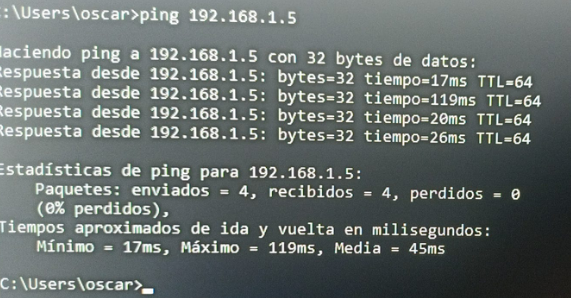 :\Users\oscar>ping 192.168.1.5
aciendo ping a 192.168.1.5 con 32 bytes de datos:
Respuesta desde 192.168.1.5: bytes=32 tiempo=17ms TTL=64
Respuesta desde 192.168.1.5: bytes=32 tiempo=119ms TTL=64
Respuesta desde 192.168.1.5: bytes=32 tiempo=20ms TTL=64
Respuesta desde 192.168.1.5: bytes=32 tiempo=26ms TTL=64
Estadísticas de ping para 192.168.1.5:
Paquetes: enviados = 4, recibidos = 4, perdidos = 0
(0% perdidos),
Tiempos aproximados de ida y vuelta en milisegundos:
Mínimo = 17ms, Máximo = 119ms, Media = 45ms
C:\Users\oscar>